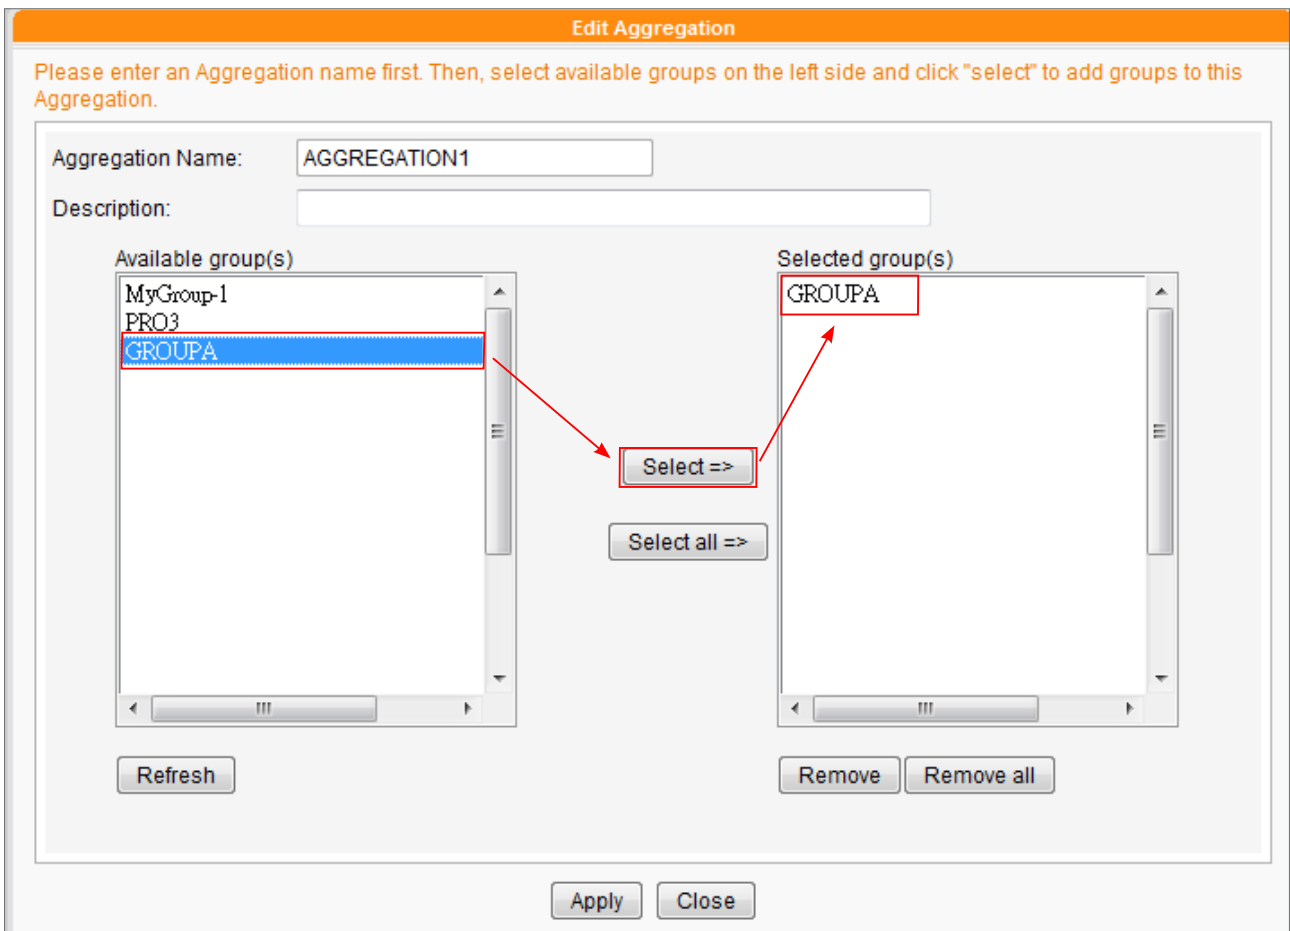 Edit Aggregation
Please enter an Aggregation name first. Then, select available groups on the left side and click "select" to add groups to this
Aggregation.
Aggregation Name: AGGREGATION1
Description:
Available group(s) Selected group(s)
MyGroup-1 GROUPA
PRO3
GROUPA
Select =>
Select all =>
Refresh Remove Remove all
Apply Close